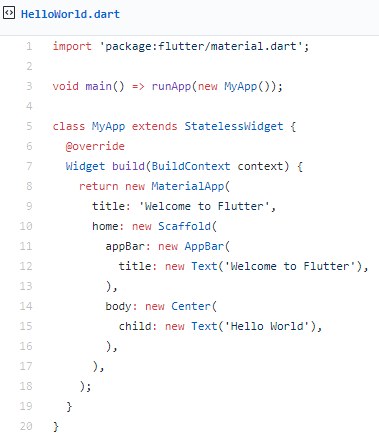 HelloWorld.dart
1 import 'package:flutter/material.dart';
2
3 void main() => runApp(new MyApp());
4
5 class MyApp extends StatelessWidget {
6   @override
7   Widget build(BuildContext context) {
8     return new MaterialApp(
9       title: 'Welcome to Flutter',
10       home: new Scaffold(
11         appBar: new AppBar(
12           title: new Text('Welcome to Flutter'),
13         ),
14         body: new Center(
15           child: new Text('Hello World'),
16         ),
17       ),
18     );
19   }
20 }